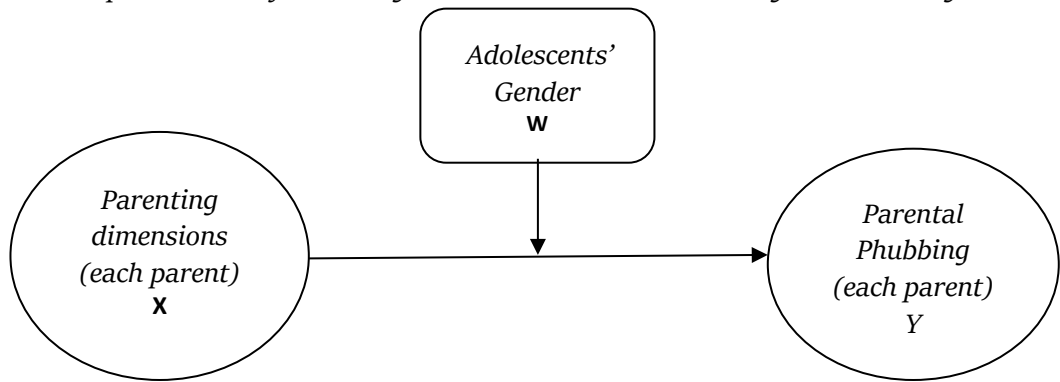 Adolescents'
Gender
W
Parenting
dimensions
(each parent)
X
Parental
Phubbing
(each parent)
Y